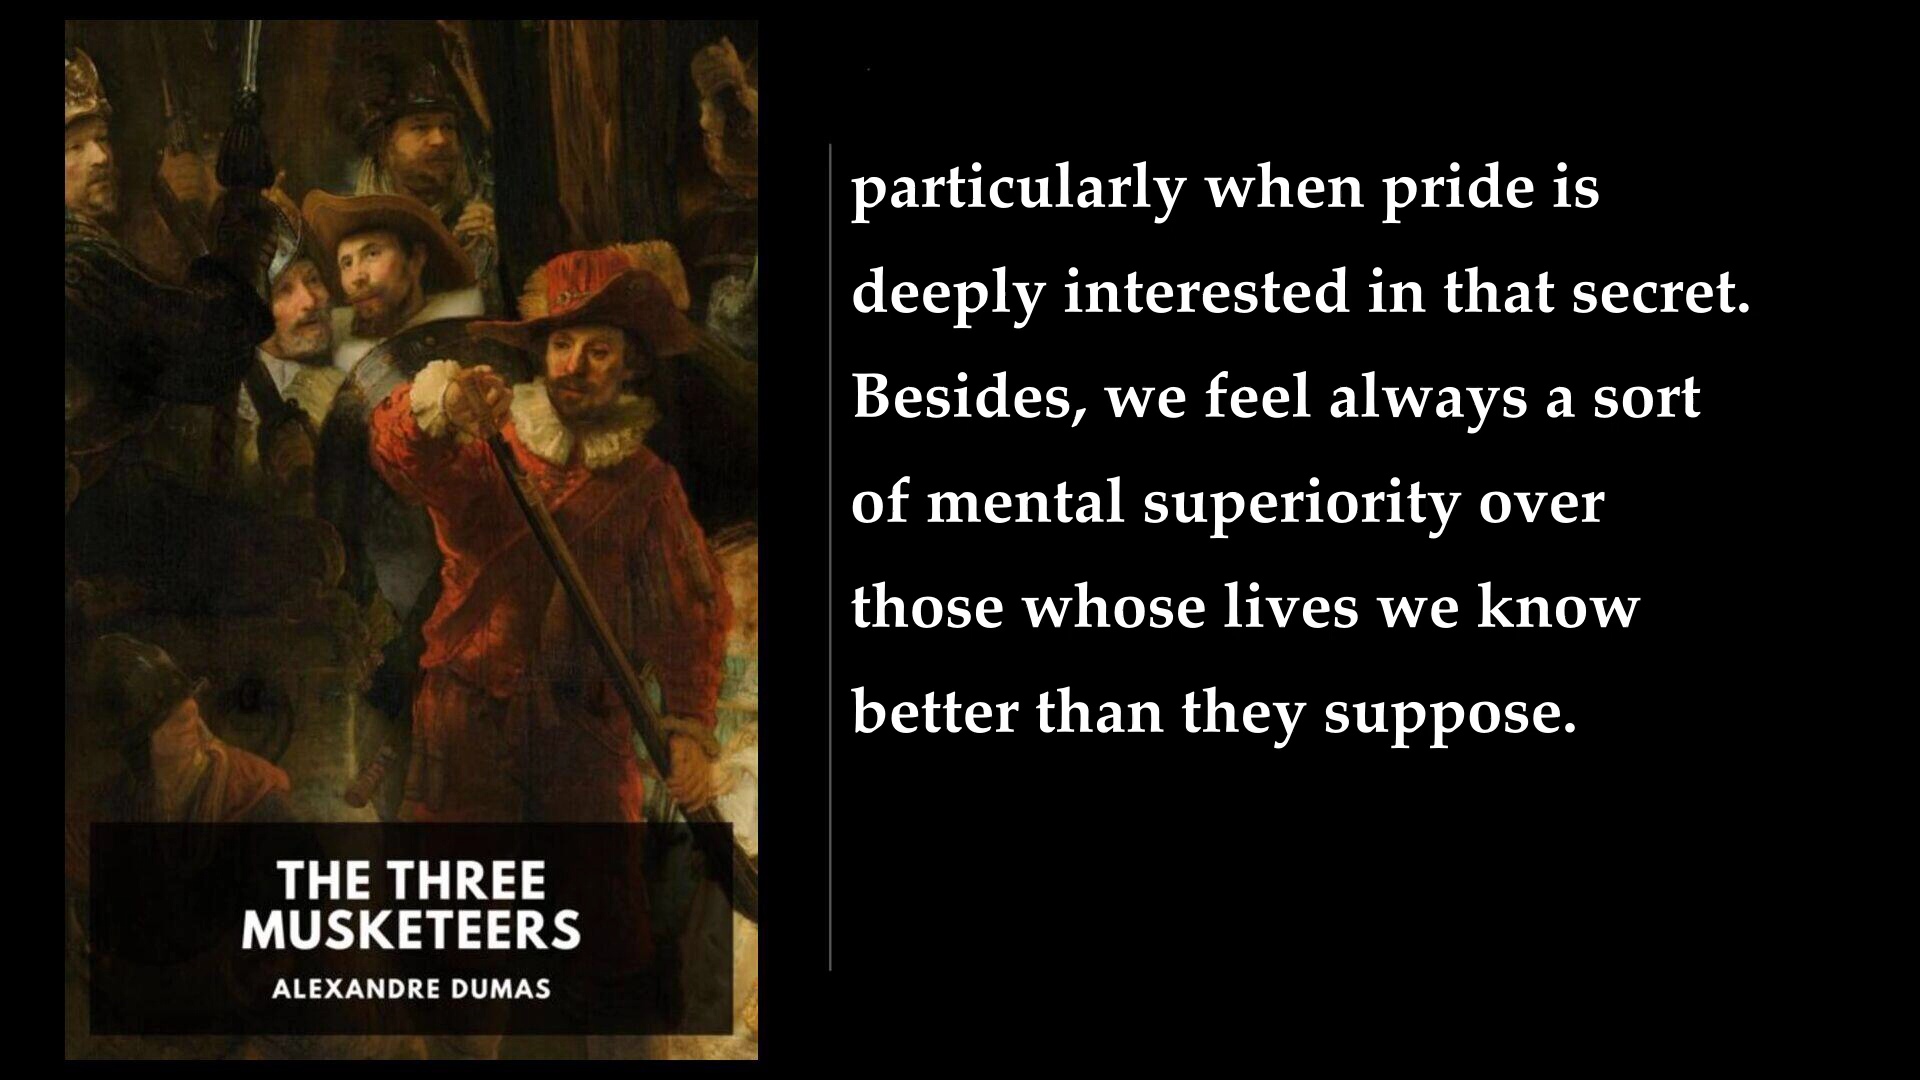 THE THREE
MUSKETEERS
ALEXANDRE DUMAS
particularly when pride is
deeply interested in that secret.
Besides, we feel always a sort
of mental superiority over
those whose lives we know
better than they suppose.